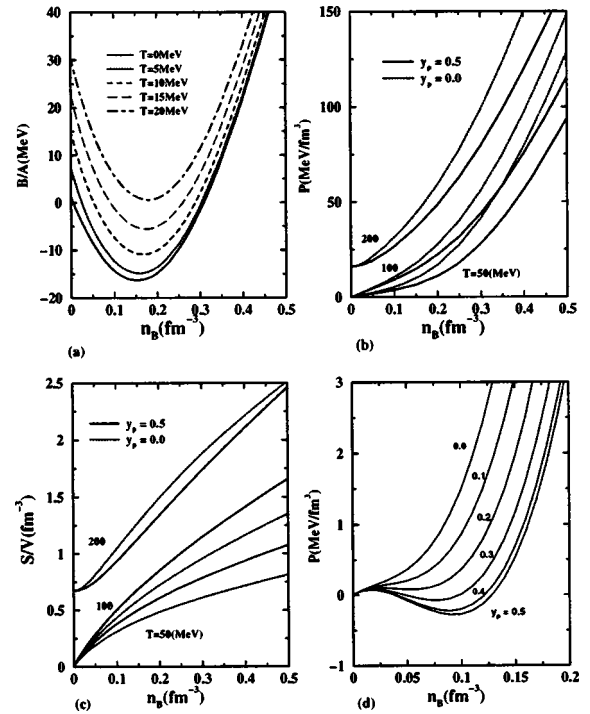 40
30
20
10
0
−10
−20
B/A(MeV)
T=0MeV
T=5MeV
T=10MeV
T=15MeV
T=20MeV
0 0.1 0.2 0.3 0.4 0.5
n_B(fm⁻³)
(a)
150
100
50
0
P(MeV/fm³)
y_p = 0.5
y_p = 0.0
200
100
T=50(MeV)
0 0.1 0.2 0.3 0.4 0.5
n_B(fm⁻³)
(b)
2.5
2
1.5
1
0.5
0
S/V(fm⁻³)
y_p = 0.5
y_p = 0.0
200
100
T=50(MeV)
0 0.1 0.2 0.3 0.4 0.5
n_B(fm⁻³)
(c)
3
2
1
0
−1
P(MeV/fm³)
0.0
0.1
0.2
0.3
0.4
y_p = 0.5
0 0.05 0.1 0.15 0.2
n_B(fm⁻³)
(d)